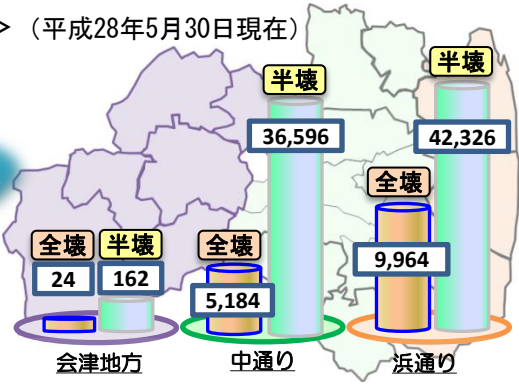 > （平成28年5月30日現在）
半壊
半壊
36,596
42,326
全壊
全壊 半壊 全壊
9,964
24 162
5,184
会津地方 中通り 浜通り